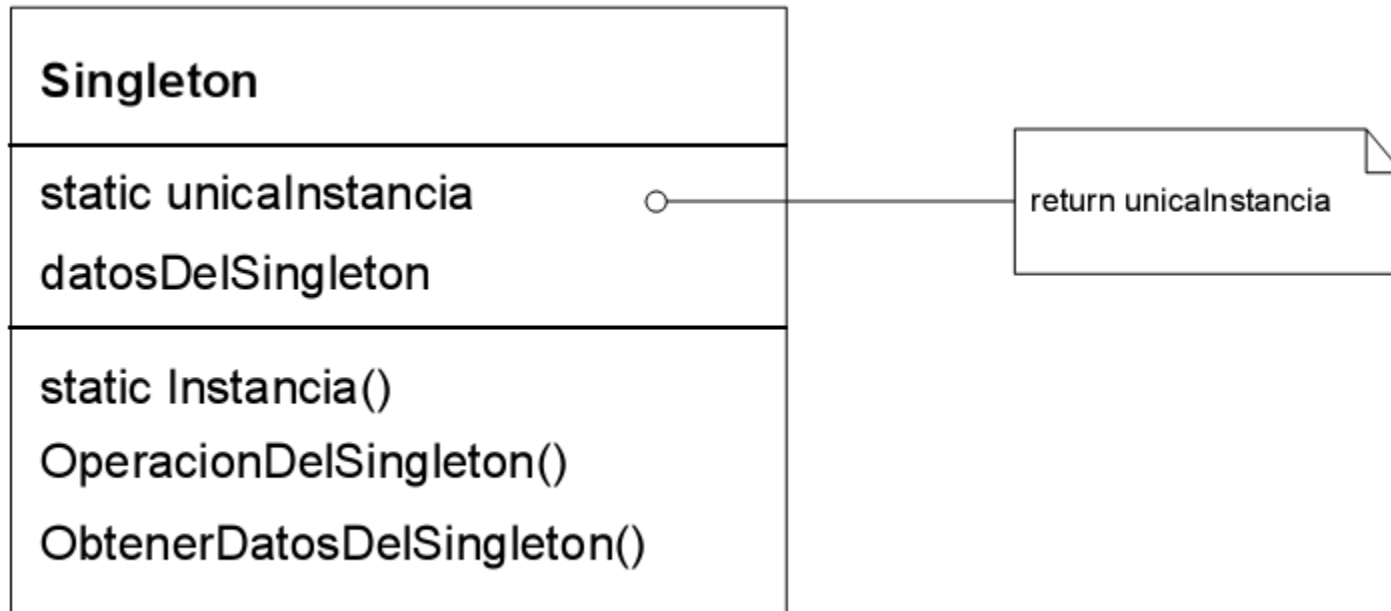 Singleton
static unicaInstancia
datosDelSingleton
return unicaInstancia
static Instancia()
OperacionDelSingleton()
ObtenerDatosDelSingleton()